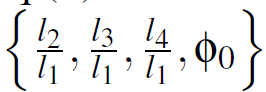 { l₂/l₁, l₃/l₁, l₄/l₁, ϕ₀ }